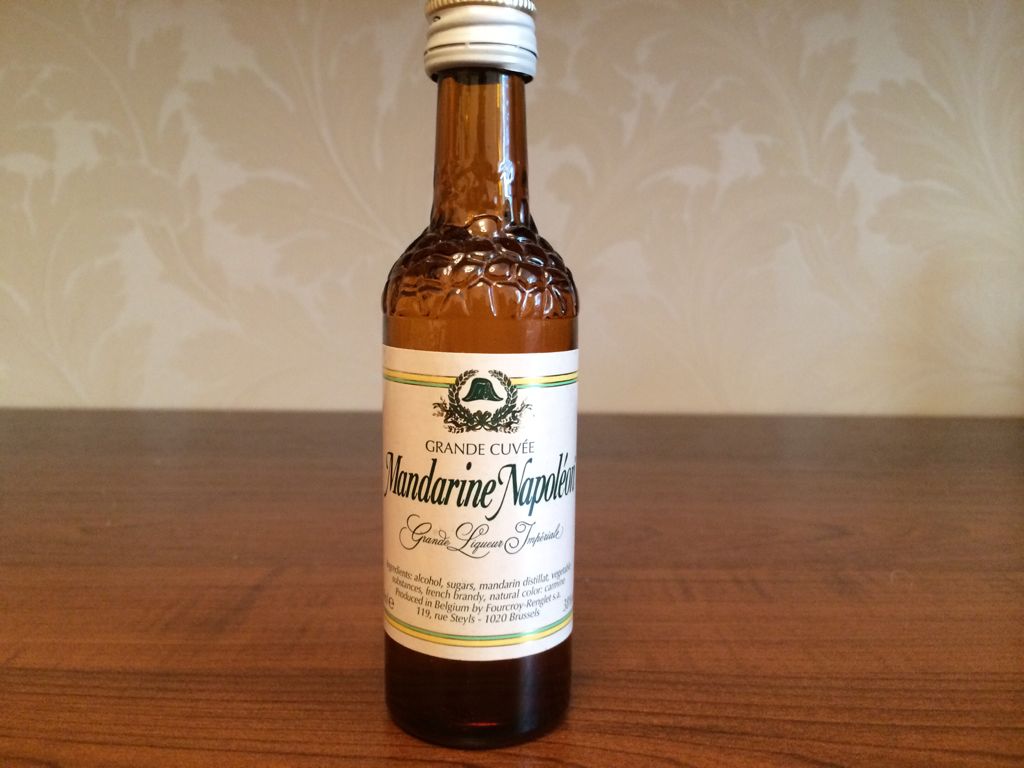 GRANDE CUVÉE
Mandarine Napoléon
Grande Liqueur Impériale
Ingredients: alcohol, sugars, mandarin distillat, vegetable
substances, french brandy, natural color: carmine
Produced in Belgium by Fourcroy-Renglet s.a.
119, rue Steyls - 1020 Brussels